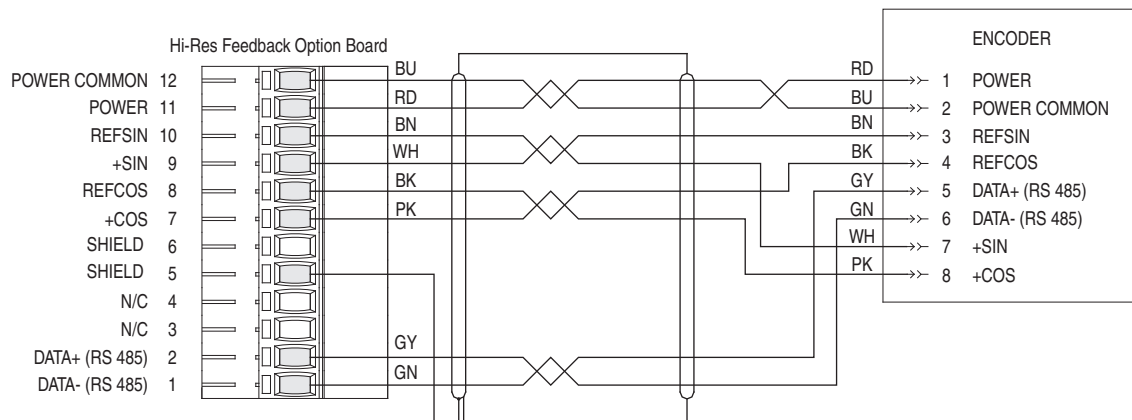 Hi-Res Feedback Option Board
POWER COMMON 12
POWER 11
REFSIN 10
+SIN 9
REFCOS 8
+COS 7
SHIELD 6
SHIELD 5
N/C 4
N/C 3
DATA+ (RS 485) 2
DATA- (RS 485) 1
BU
RD
BN
WH
BK
PK
GY
GN
RD
BU
BN
BK
GY
GN
WH
PK
ENCODER
1 POWER
2 POWER COMMON
3 REFSIN
4 REFCOS
5 DATA+ (RS 485)
6 DATA- (RS 485)
7 +SIN
8 +COS